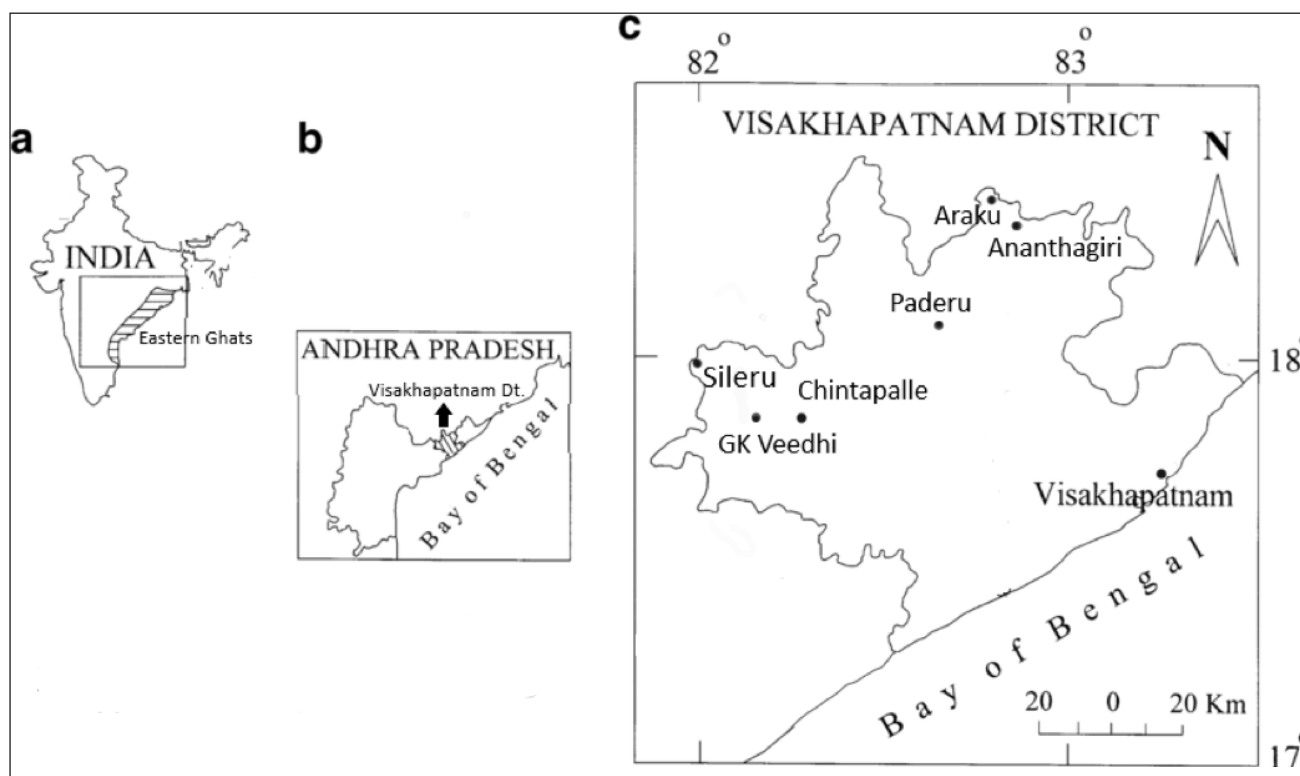 a
INDIA
Eastern Ghats
b
ANDHRA PRADESH
Visakhapatnam Dt.
Bay of Bengal
c
82° 83°
VISAKHAPATNAM DISTRICT
N
Araku
Ananthagiri
Paderu
18°
Sileru
Chintapalle
GK Veedhi
Visakhapatnam
Bay of Bengal
20 0 20 Km
17°